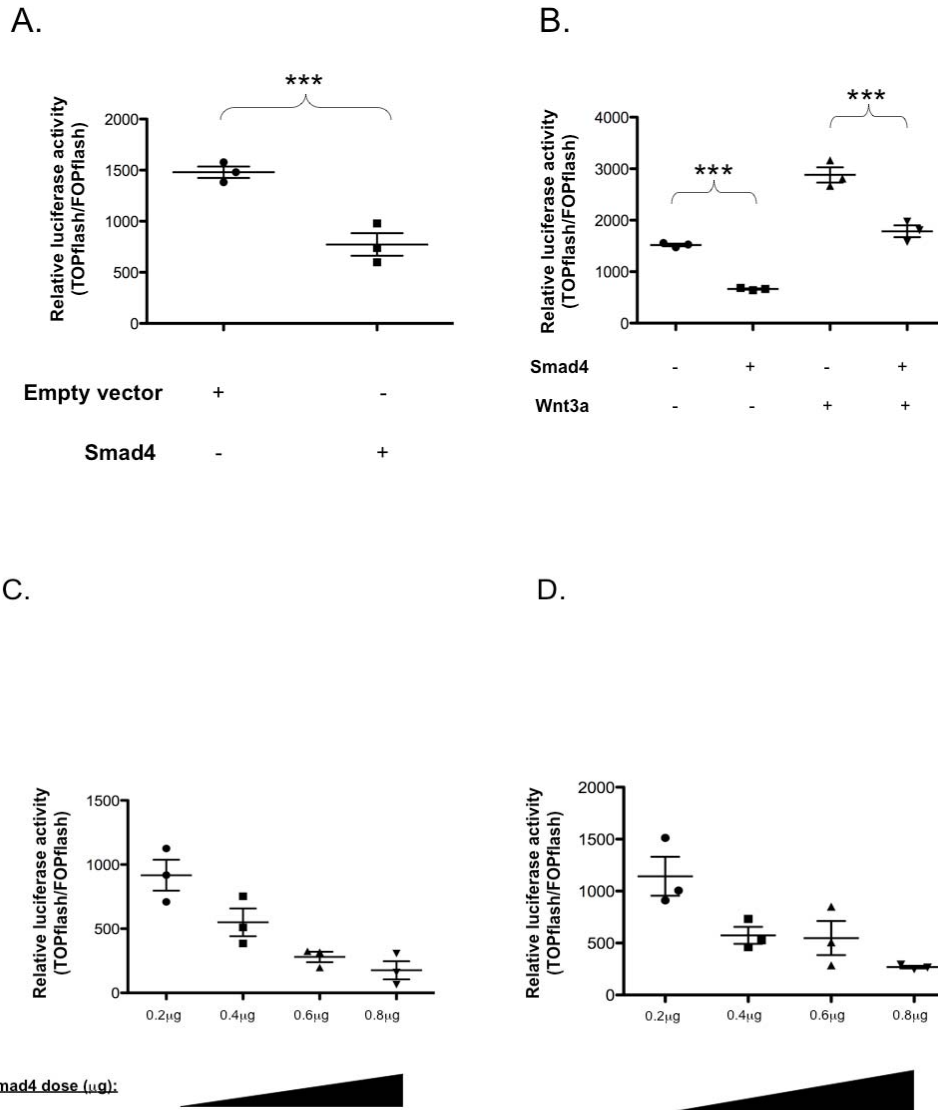 A.
***
Relative luciferase activity
(TOPflash/FOPflash)
2000
1500
1000
500
0
Empty vector + -
Smad4 - +
B.
***
***
Relative luciferase activity
(TOPflash/FOPflash)
4000
3000
2000
1000
0
Smad4 - + - +
Wnt3a - - + +
C.
Relative luciferase activity
(TOPflash/FOPflash)
1500
1000
500
0
0.2µg 0.4µg 0.6µg 0.8µg
mad4 dose (µg):
D.
Relative luciferase activity
(TOPflash/FOPflash)
2000
1500
1000
500
0
0.2µg 0.4µg 0.6µg 0.8µg